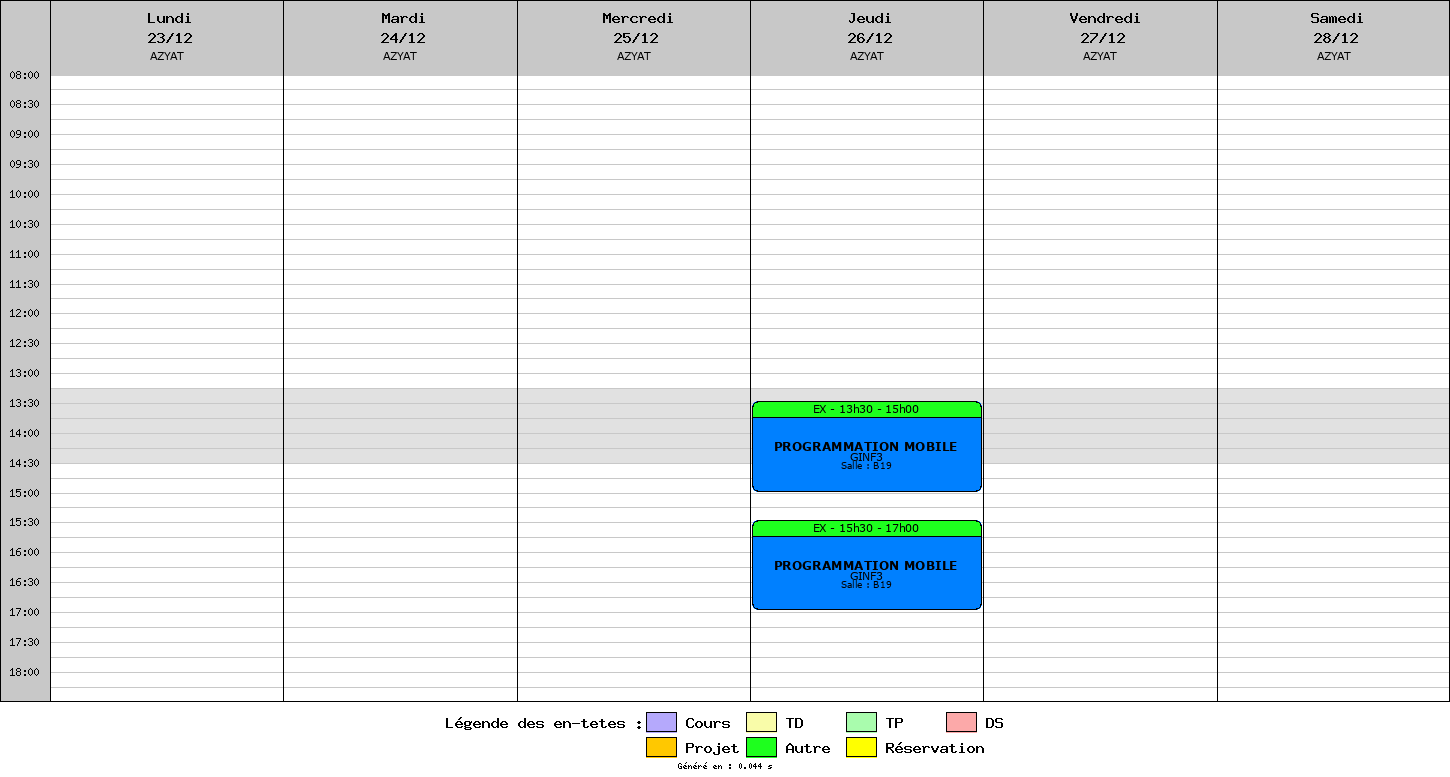 Lundi Mardi Mercredi Jeudi Vendredi Samedi
23/12 24/12 25/12 26/12 27/12 28/12
AZYAT AZYAT AZYAT AZYAT AZYAT AZYAT
08:00
08:30
09:00
09:30
10:00
10:30
11:00
11:30
12:00
12:30
13:00
13:30
14:00
14:30
15:00
15:30
16:00
16:30
17:00
17:30
18:00
EX - 13h30 - 15h00
PROGRAMMATION MOBILE
GINF3
Salle : B19
EX - 15h30 - 17h00
PROGRAMMATION MOBILE
GINF3
Salle : B19
Légende des en-tetes : Cours TD TP DS
Projet Autre Réservation
Généré en : 0.044 s